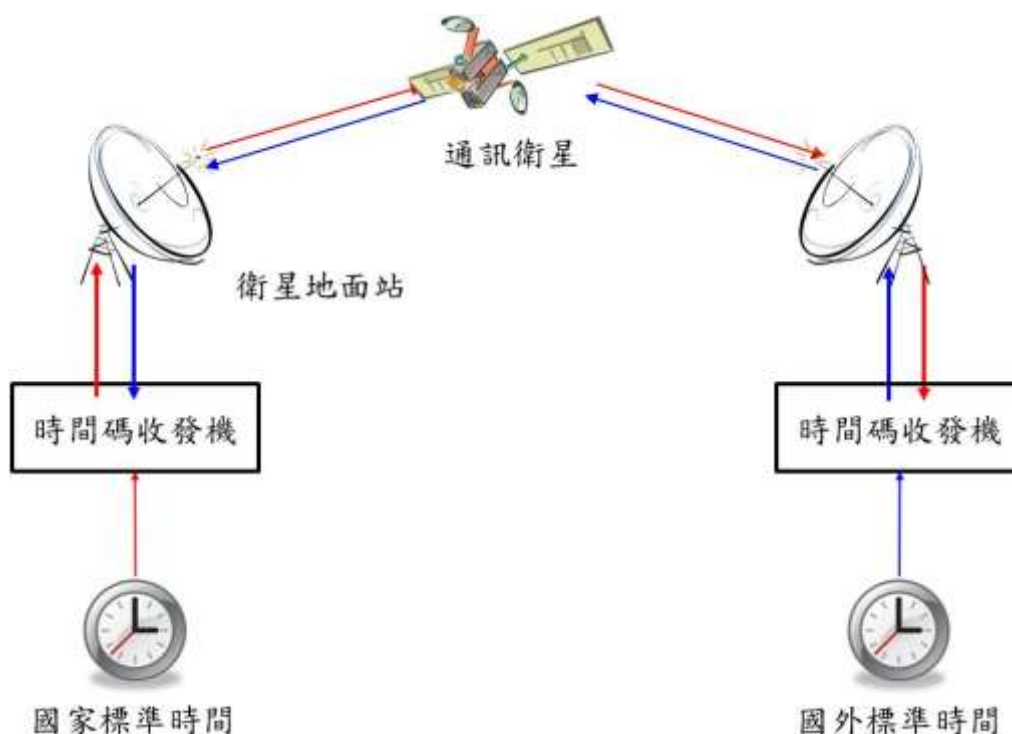 通訊衛星
衛星地面站
時間碼收發機
時間碼收發機
國家標準時間
國外標準時間